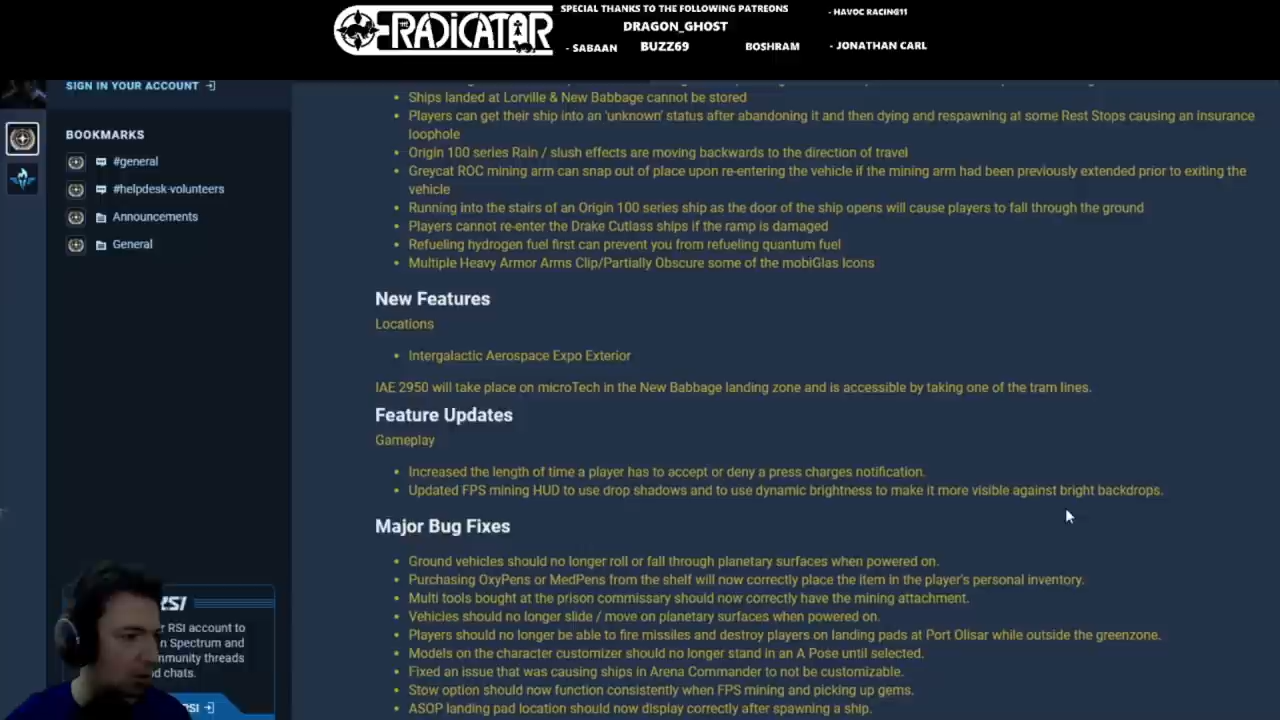 ERADICATOR
SPECIAL THANKS TO THE FOLLOWING PATREONS
DRAGON_GHOST
- HAVOC RACING11
- SABAAN
BUZZ69
BOSHRAM
- JONATHAN CARL
SIGN IN YOUR ACCOUNT
BOOKMARKS
#general
#helpdesk-volunteers
Announcements
General
Ships landed at Lorville & New Babbage cannot be stored
Players can get their ship into an 'unknown' status after abandoning it and then dying and respawning at some Rest Stops causing an insurance
loophole
Origin 100 series Rain / slush effects are moving backwards to the direction of travel
Greycat ROC mining arm can snap out of place upon re-entering the vehicle if the mining arm had been previously extended prior to exiting the
vehicle
Running into the stairs of an Origin 100 series ship as the door of the ship opens will cause players to fall through the ground
Players cannot re-enter the Drake Cutlass ships if the ramp is damaged
Refueling hydrogen fuel first can prevent you from refueling quantum fuel
Multiple Heavy Armor Arms Clip/Partially Obscure some of the mobiGlas Icons
New Features
Locations
Intergalactic Aerospace Expo Exterior
IAE 2950 will take place on microTech in the New Babbage landing zone and is accessible by taking one of the tram lines.
Feature Updates
Gameplay
Increased the length of time a player has to accept or deny a press charges notification.
Updated FPS mining HUD to use drop shadows and to use dynamic brightness to make it more visible against bright backdrops.
Major Bug Fixes
Ground vehicles should no longer roll or fall through planetary surfaces when powered on.
Purchasing OxyPens or MedPens from the shelf will now correctly place the item in the player's personal inventory.
Multi tools bought at the prison commissary should now correctly have the mining attachment.
Vehicles should no longer slide / move on planetary surfaces when powered on.
Players should no longer be able to fire missiles and destroy players on landing pads at Port Olisar while outside the greenzone.
Models on the character customizer should no longer stand in an A Pose until selected.
Fixed an issue that was causing ships in Arena Commander to not be customizable.
Stow option should now function consistently when FPS mining and picking up gems.
ASOP landing pad location should now display correctly after spawning a ship.
RSI account to
Spectrum and
threads
chats.